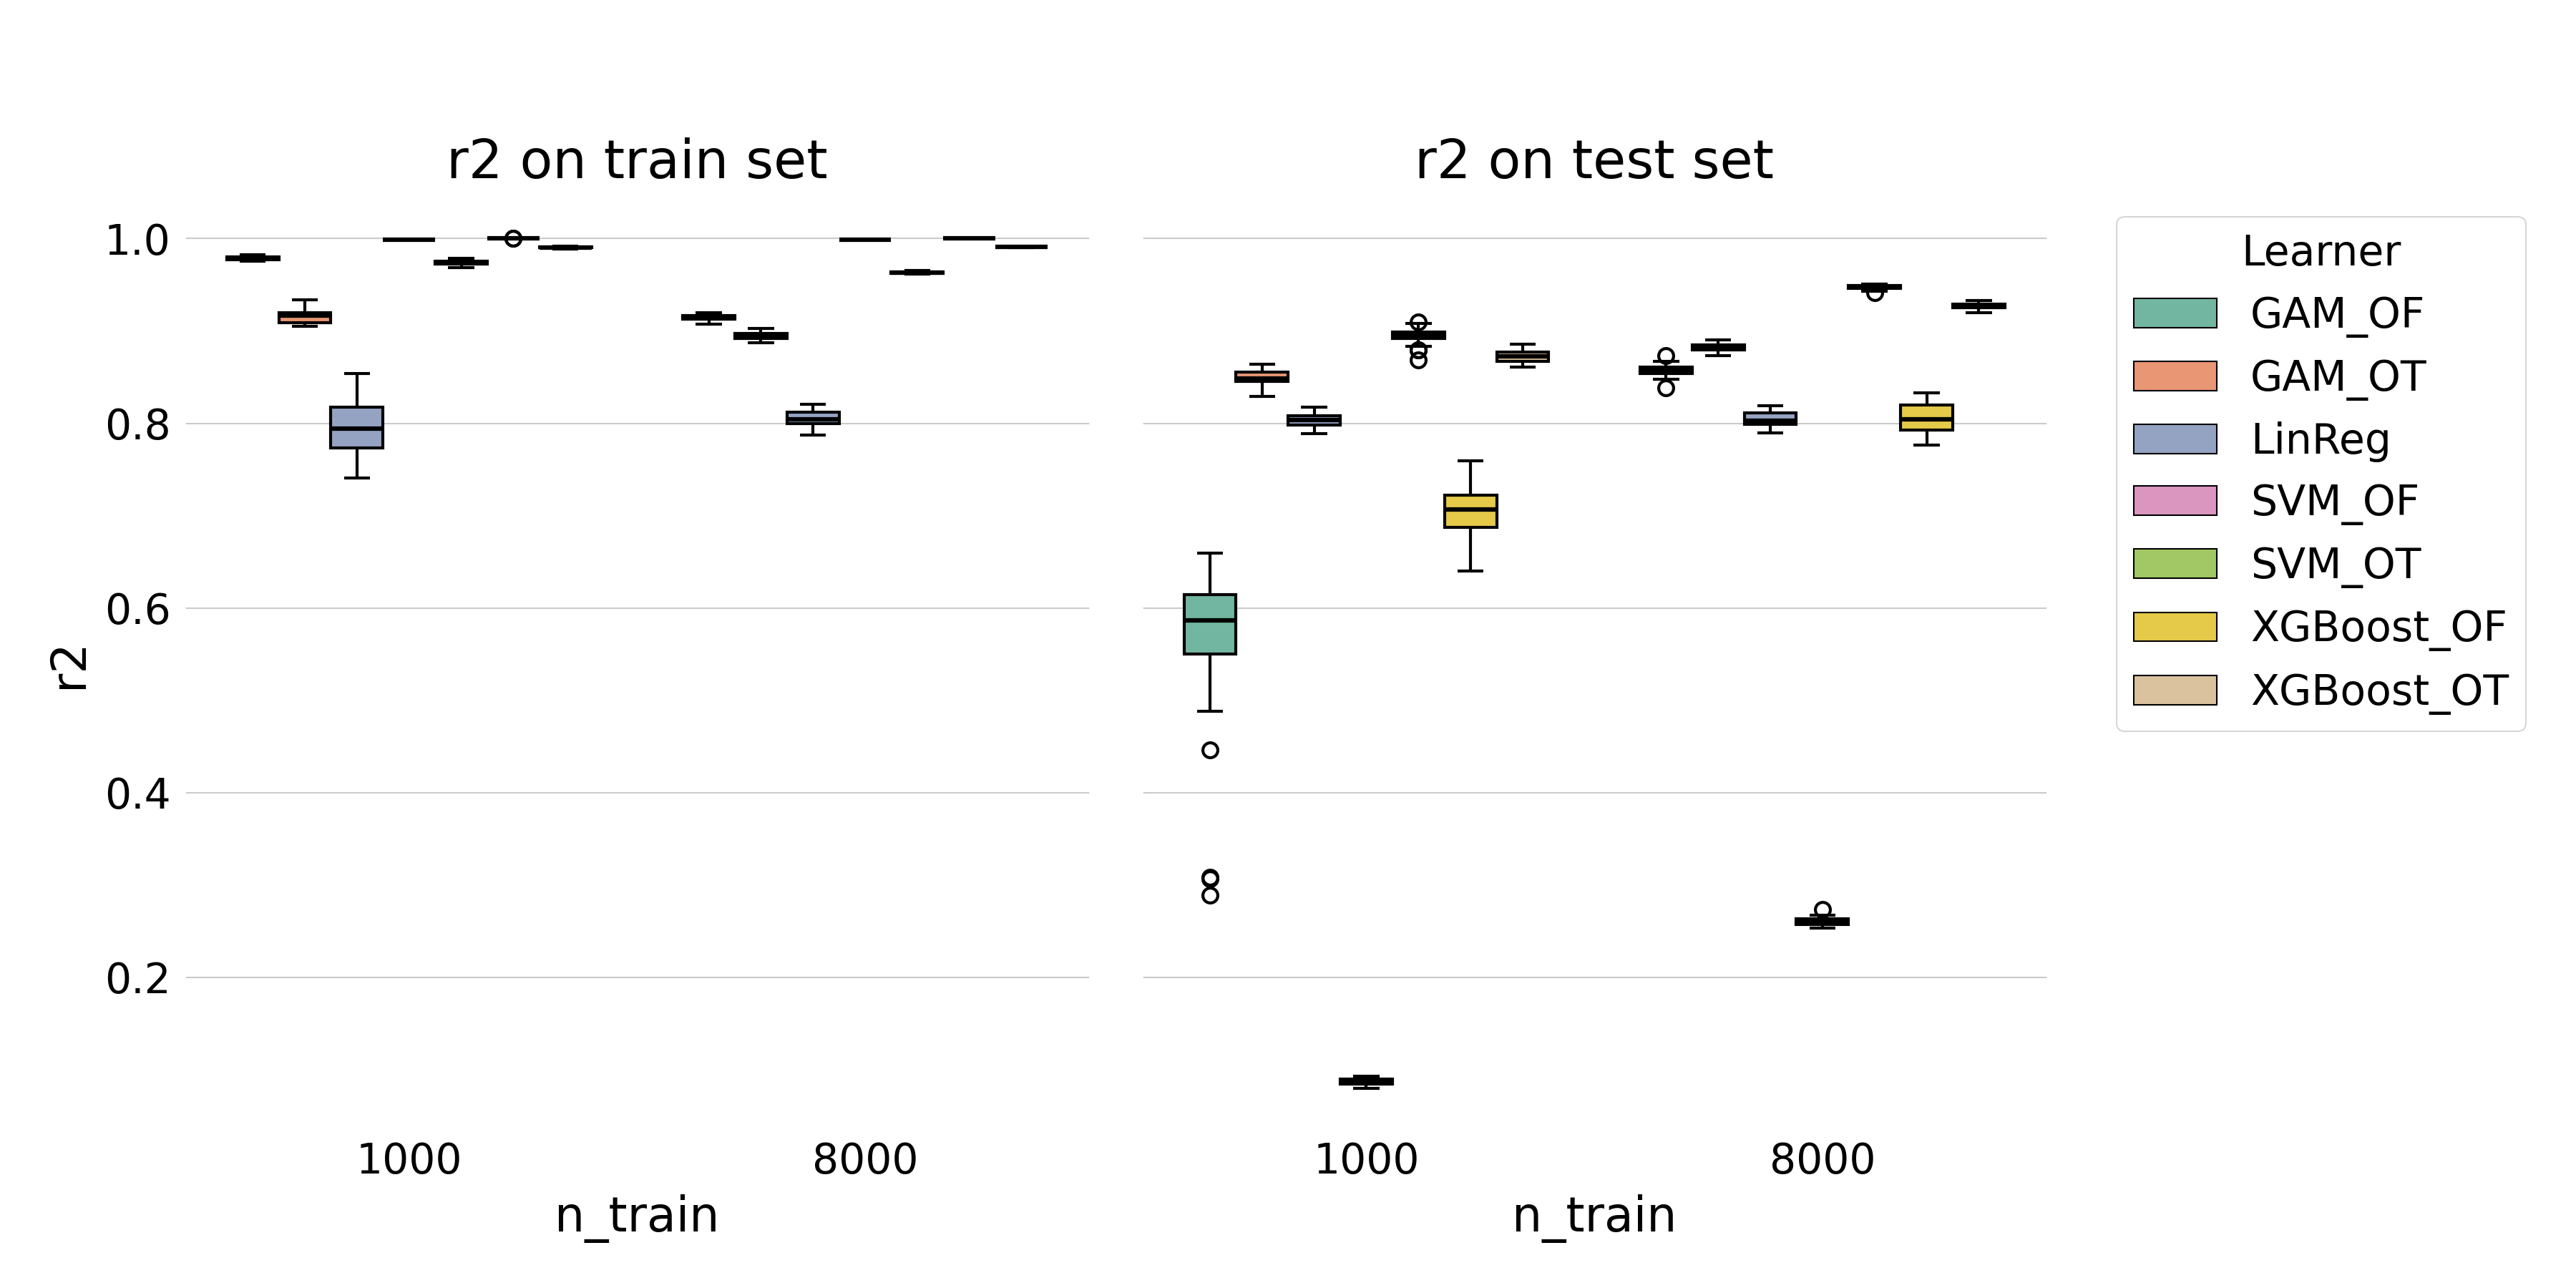 r2 on train set
r2 on test set
r2
1.0
0.8
0.6
0.4
0.2
1000
8000
n_train
1000
8000
n_train
Learner
GAM_OF
GAM_OT
LinReg
SVM_OF
SVM_OT
XGBoost_OF
XGBoost_OT